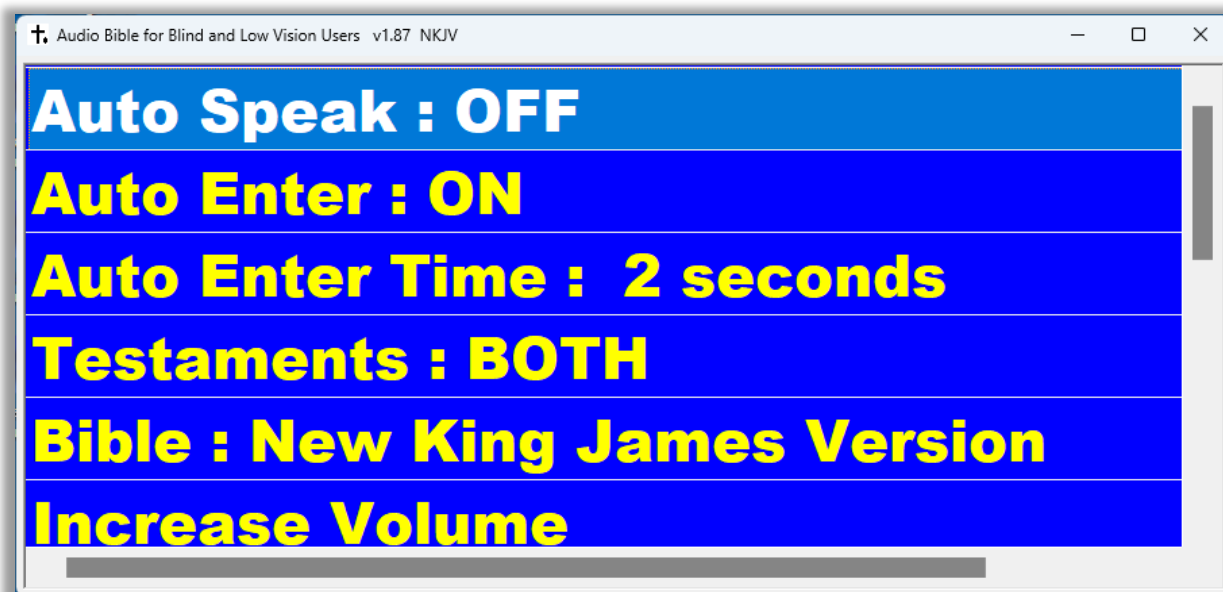 Audio Bible for Blind and Low Vision Users v1.87 NKJV
Auto Speak : OFF
Auto Enter : ON
Auto Enter Time : 2 seconds
Testaments : BOTH
Bible : New King James Version
Increase Volume